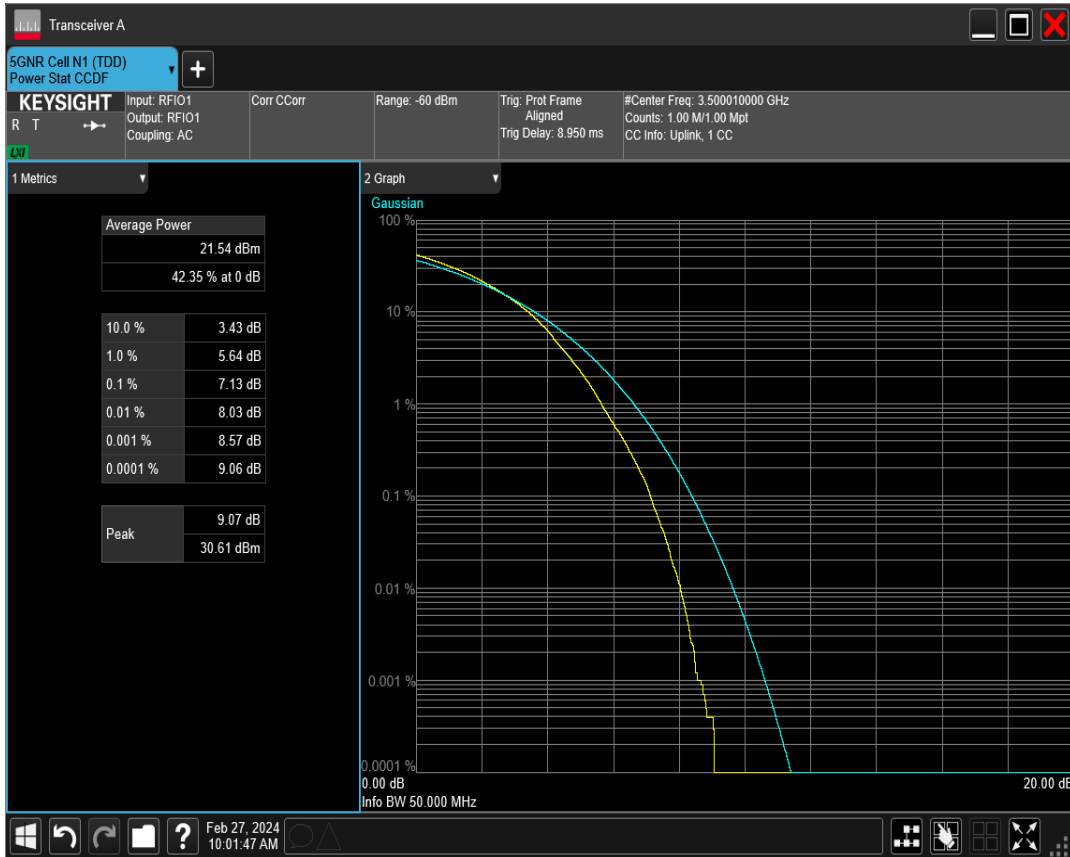 Transceiver A
5GNR Cell N1 (TDD)
Power Stat CCDF
+
KEYSIGHT
R T
LXI
Input: RFIO1
Output: RFIO1
Coupling: AC
Corr CCorr
Range: -60 dBm
Trig: Prot Frame
Aligned
Trig Delay: 8.950 ms
#Center Freq: 3.500010000 GHz
Counts: 1.00 M/1.00 Mpt
CC Info: Uplink, 1 CC
1 Metrics
Average Power
21.54 dBm
42.35 % at 0 dB
10.0 % 3.43 dB
1.0 % 5.64 dB
0.1 % 7.13 dB
0.01 % 8.03 dB
0.001 % 8.57 dB
0.0001 % 9.06 dB
Peak
9.07 dB
30.61 dBm
2 Graph
Gaussian
100 %
10 %
1 %
0.1 %
0.01 %
0.001 %
0.0001 %
0.00 dB 20.00 dB
Info BW 50.000 MHz
?
Feb 27, 2024
10:01:47 AM